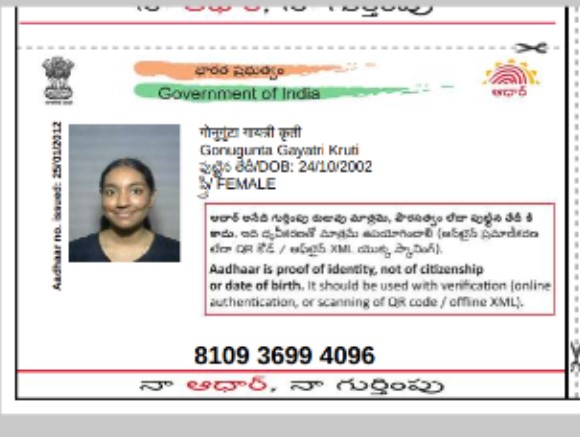 నా ఆధార్, నా గుర్తింపు
భారత ప్రభుత్వం
Government of India
ఆధార్
Aadhaar no. issued: 25/01/2012
गोनुगुंटा गायत्री कृती
Gonugunta Gayatri Kruti
పుట్టిన తేదీ/DOB: 24/10/2002
స్త్రీ/ FEMALE
ఆధార్ అనేది గుర్తింపు రుజువు మాత్రమే, పౌరసత్వం లేదా పుట్టిన తేదీ కి
కాదు. ఇది ధృవీకరణతో మాత్రమే ఉపయోగించాలి (ఆన్‌లైన్ ప్రమాణీకరణ
లేదా QR కోడ్ / ఆఫ్‌లైన్ XML యొక్క స్కానింగ్).
Aadhaar is proof of identity, not of citizenship
or date of birth. It should be used with verification (online
authentication, or scanning of QR code / offline XML).
8109 3699 4096
నా ఆధార్, నా గుర్తింపు